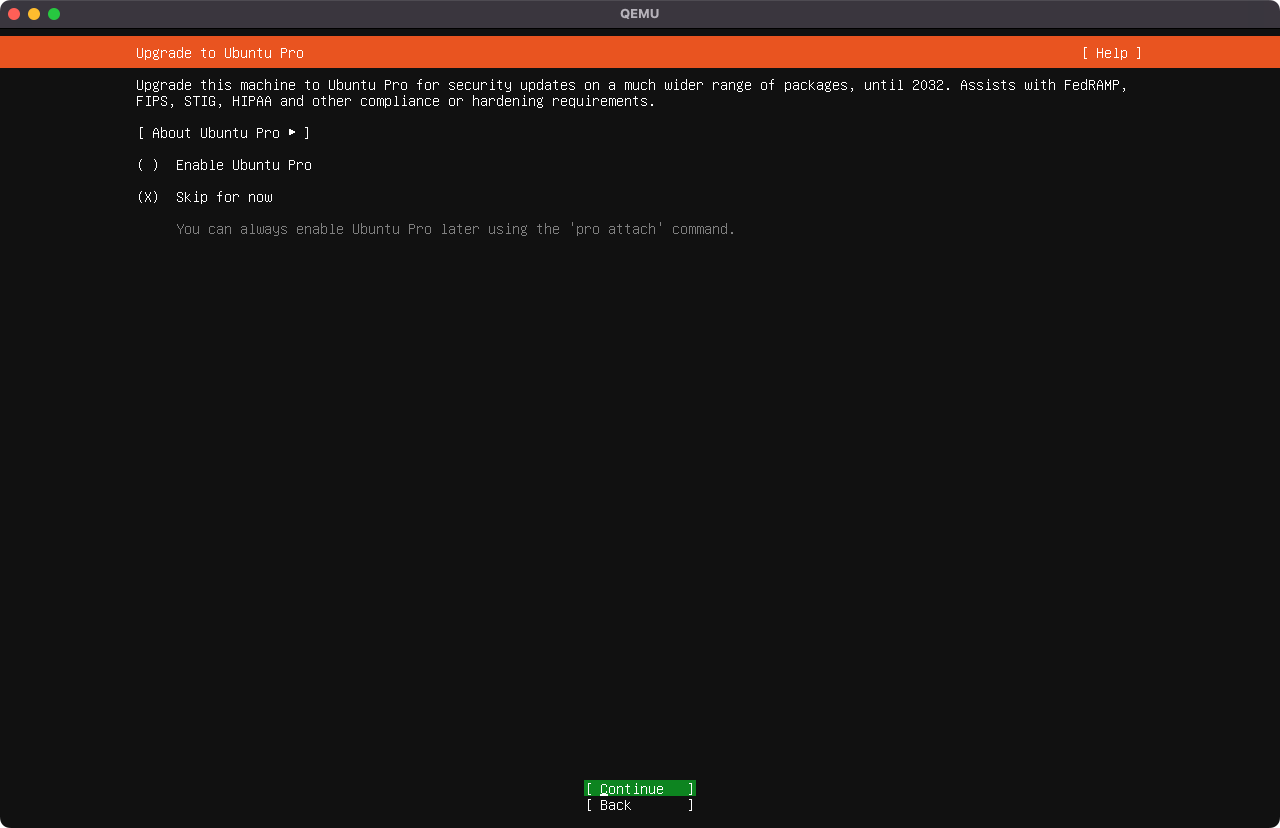 QEMU
Upgrade to Ubuntu Pro [ Help ]
Upgrade this machine to Ubuntu Pro for security updates on a much wider range of packages, until 2032. Assists with FedRAMP,
FIPS, STIG, HIPAA and other compliance or hardening requirements.
[ About Ubuntu Pro ▸ ]
( ) Enable Ubuntu Pro
(X) Skip for now
You can always enable Ubuntu Pro later using the 'pro attach' command.
[ Continue ]
[ Back ]